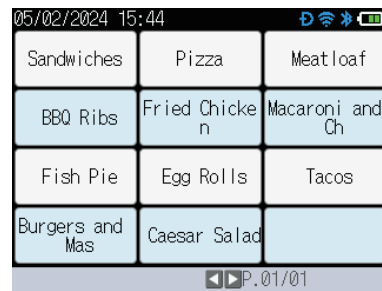 05/02/2024 15:44
Sandwiches
Pizza
Meatloaf
BBQ Ribs
Fried Chicke
n
Macaroni and
Ch
Fish Pie
Egg Rolls
Tacos
Burgers and
Mas
Caesar Salad
P.01/01